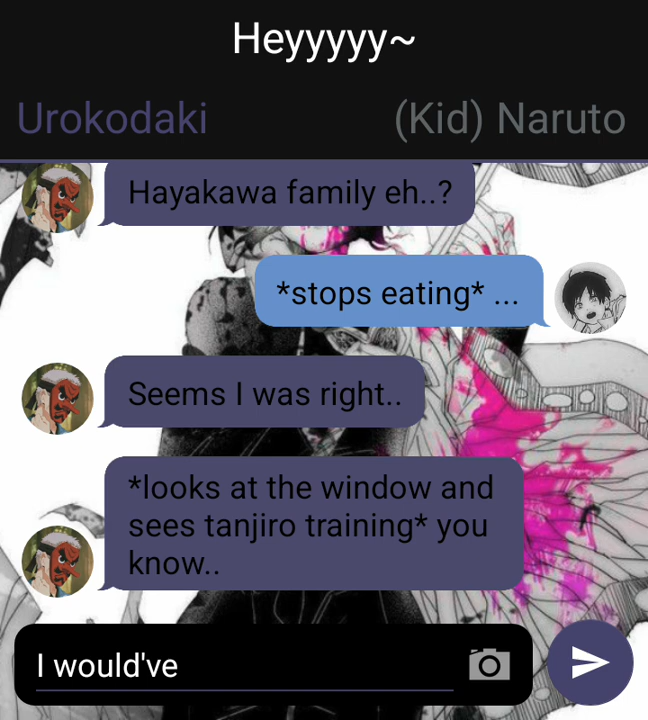 Heyyyyy~
Urokodaki (Kid) Naruto
Hayakawa family eh..?
*stops eating* ...
Seems I was right..
*looks at the window and
sees tanjiro training* you
know..
I would've